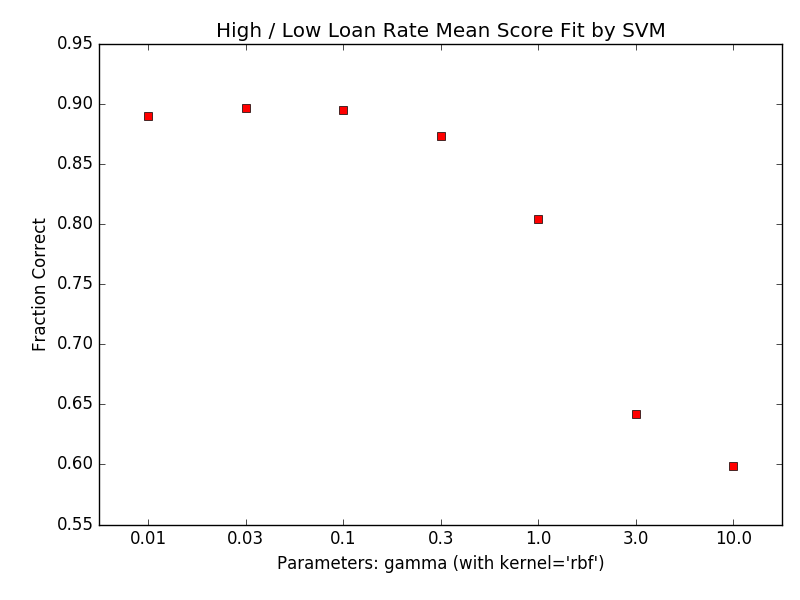 High / Low Loan Rate Mean Score Fit by SVM
Fraction Correct
0.95
0.90
0.85
0.80
0.75
0.70
0.65
0.60
0.55
0.01 0.03 0.1 0.3 1.0 3.0 10.0
Parameters: gamma (with kernel='rbf')